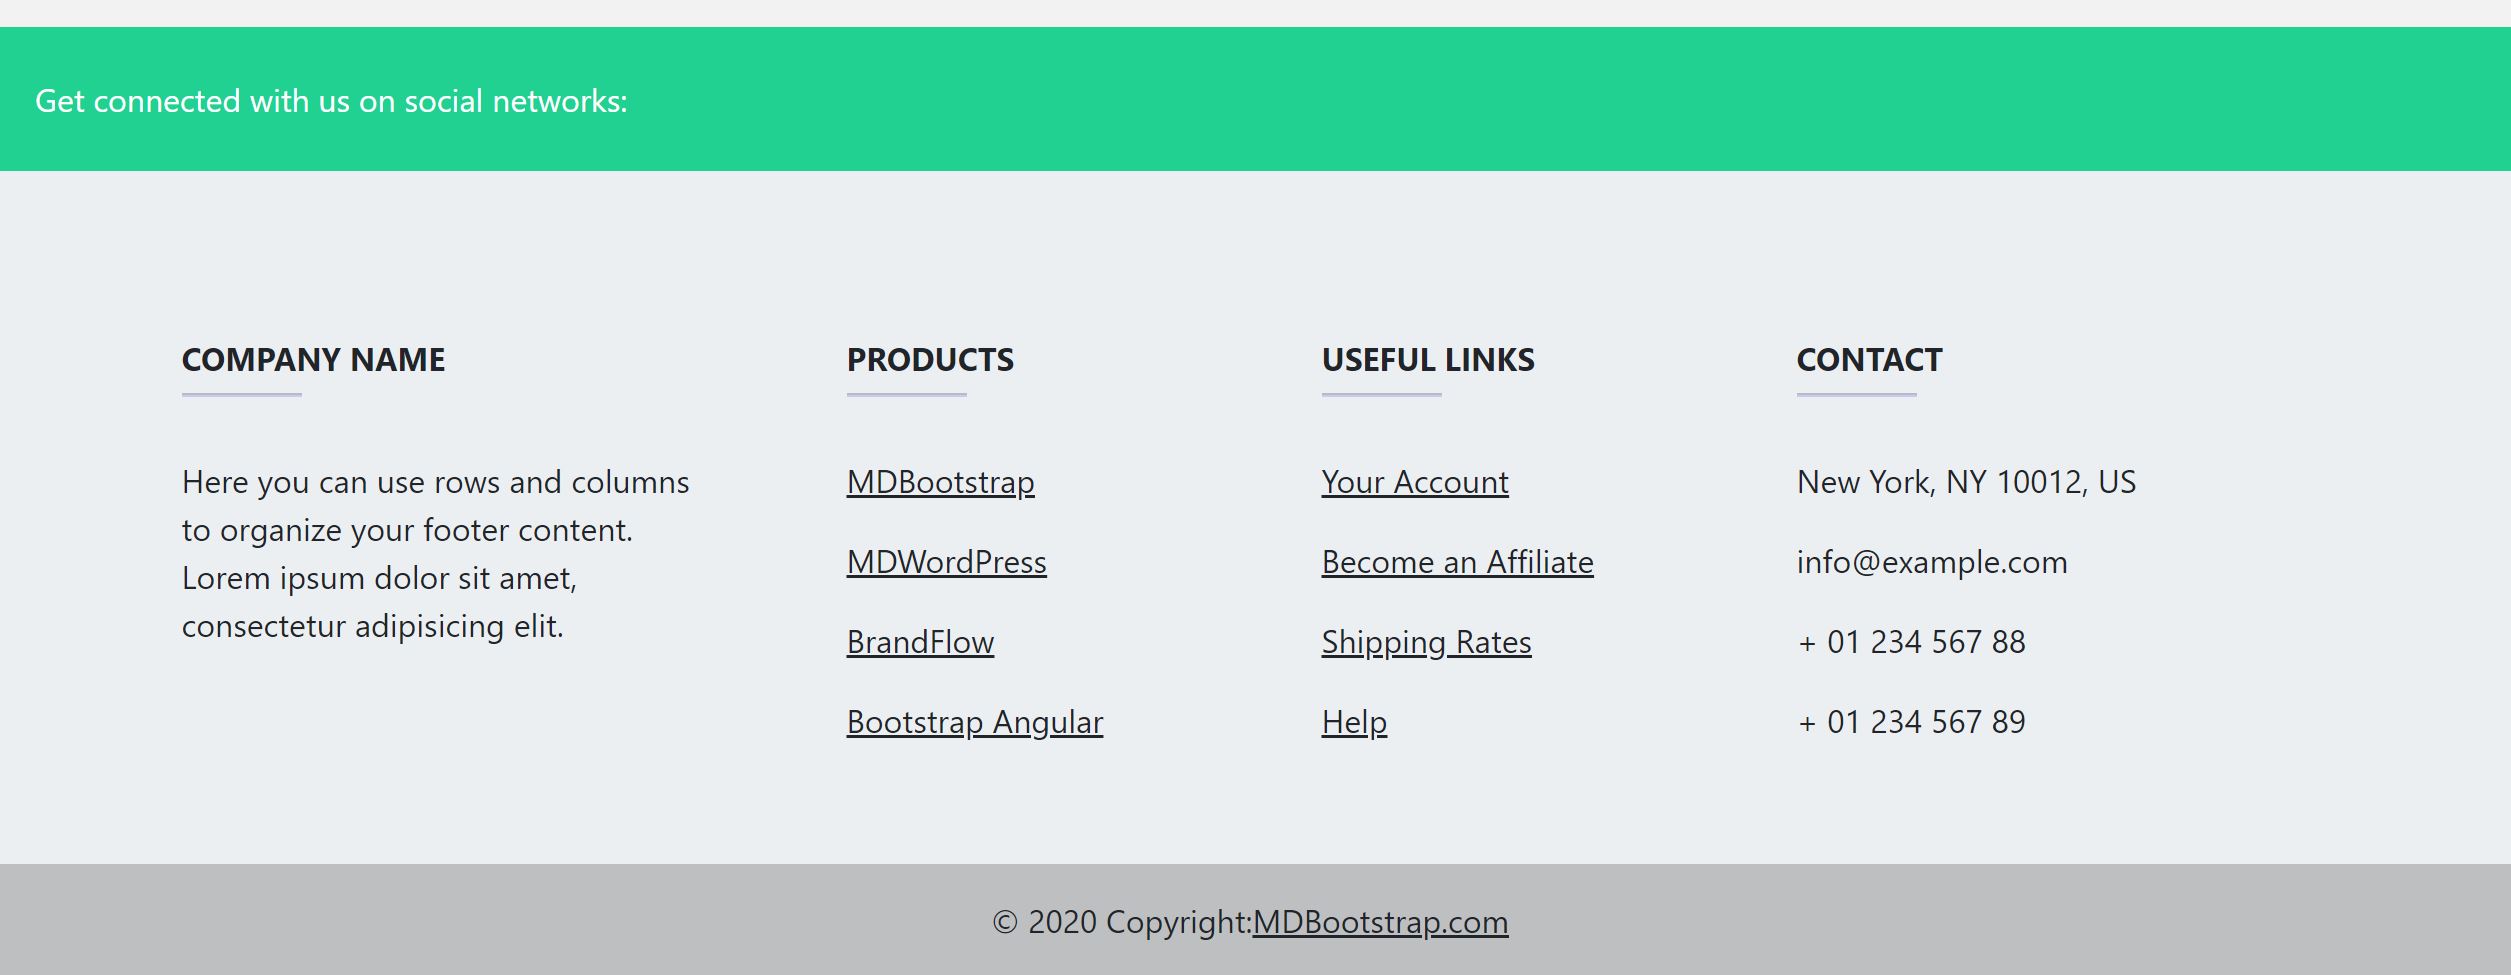 Get connected with us on social networks:
COMPANY NAME
Here you can use rows and columns
to organize your footer content.
Lorem ipsum dolor sit amet,
consectetur adipisicing elit.
PRODUCTS
MDBootstrap
MDWordPress
BrandFlow
Bootstrap Angular
USEFUL LINKS
Your Account
Become an Affiliate
Shipping Rates
Help
CONTACT
New York, NY 10012, US
info@example.com
+ 01 234 567 88
+ 01 234 567 89
© 2020 Copyright:MDBootstrap.com